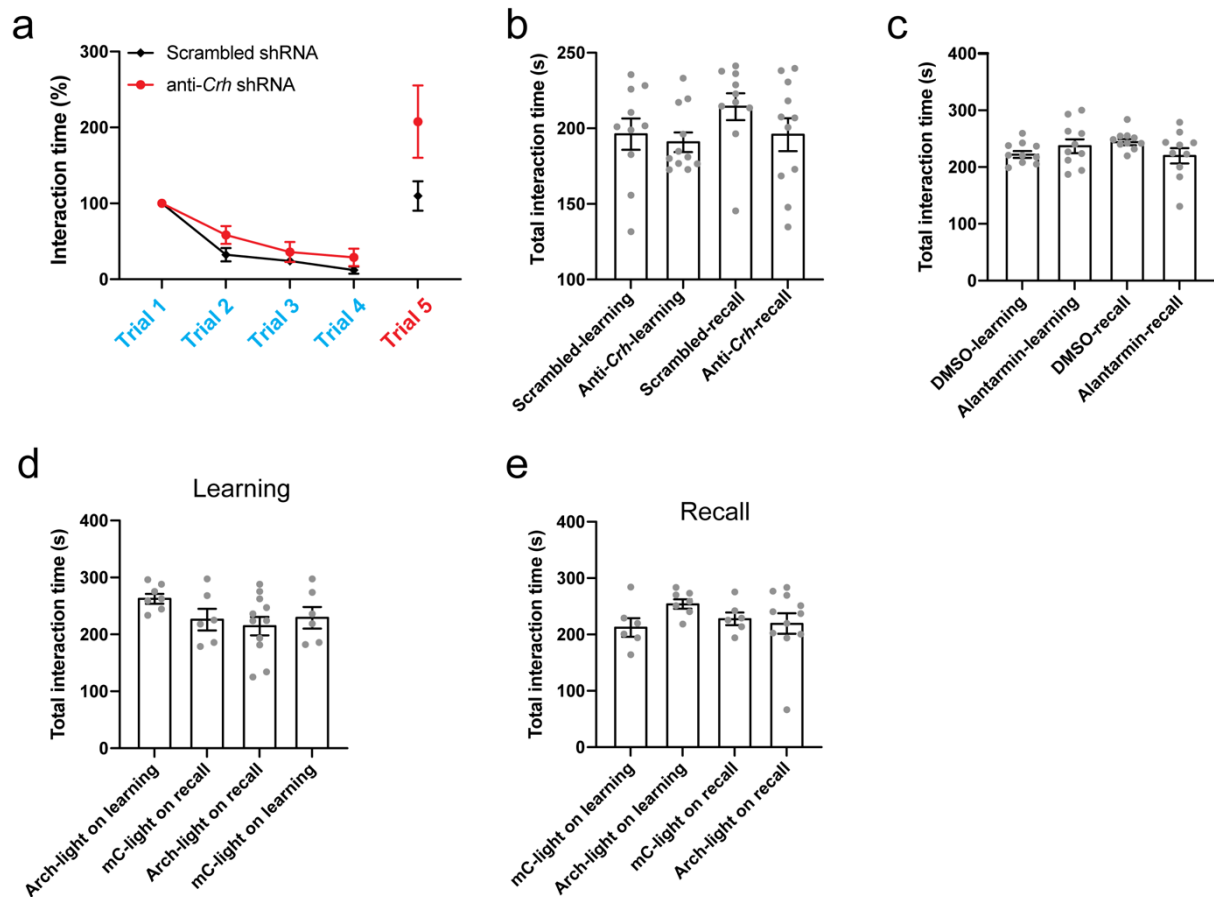 a
Interaction time (%)
300
200
100
0
Scrambled shRNA
anti-Crh shRNA
Trial 1
Trial 2
Trial 3
Trial 4
Trial 5
b
Total interaction time (s)
250
200
150
100
Scrambled-learning
Anti-Crh-learning
Scrambled-recall
Anti-Crh-recall
c
Total interaction time (s)
400
300
200
100
0
DMSO-learning
Alantarmin-learning
DMSO-recall
Alantarmin-recall
d
Learning
Total interaction time (s)
400
300
200
100
0
Arch-light on learning
mC-light on recall
Arch-light on recall
mC-light on learning
e
Recall
Total interaction time (s)
400
300
200
100
0
mC-light on learning
Arch-light on learning
mC-light on recall
Arch-light on recall